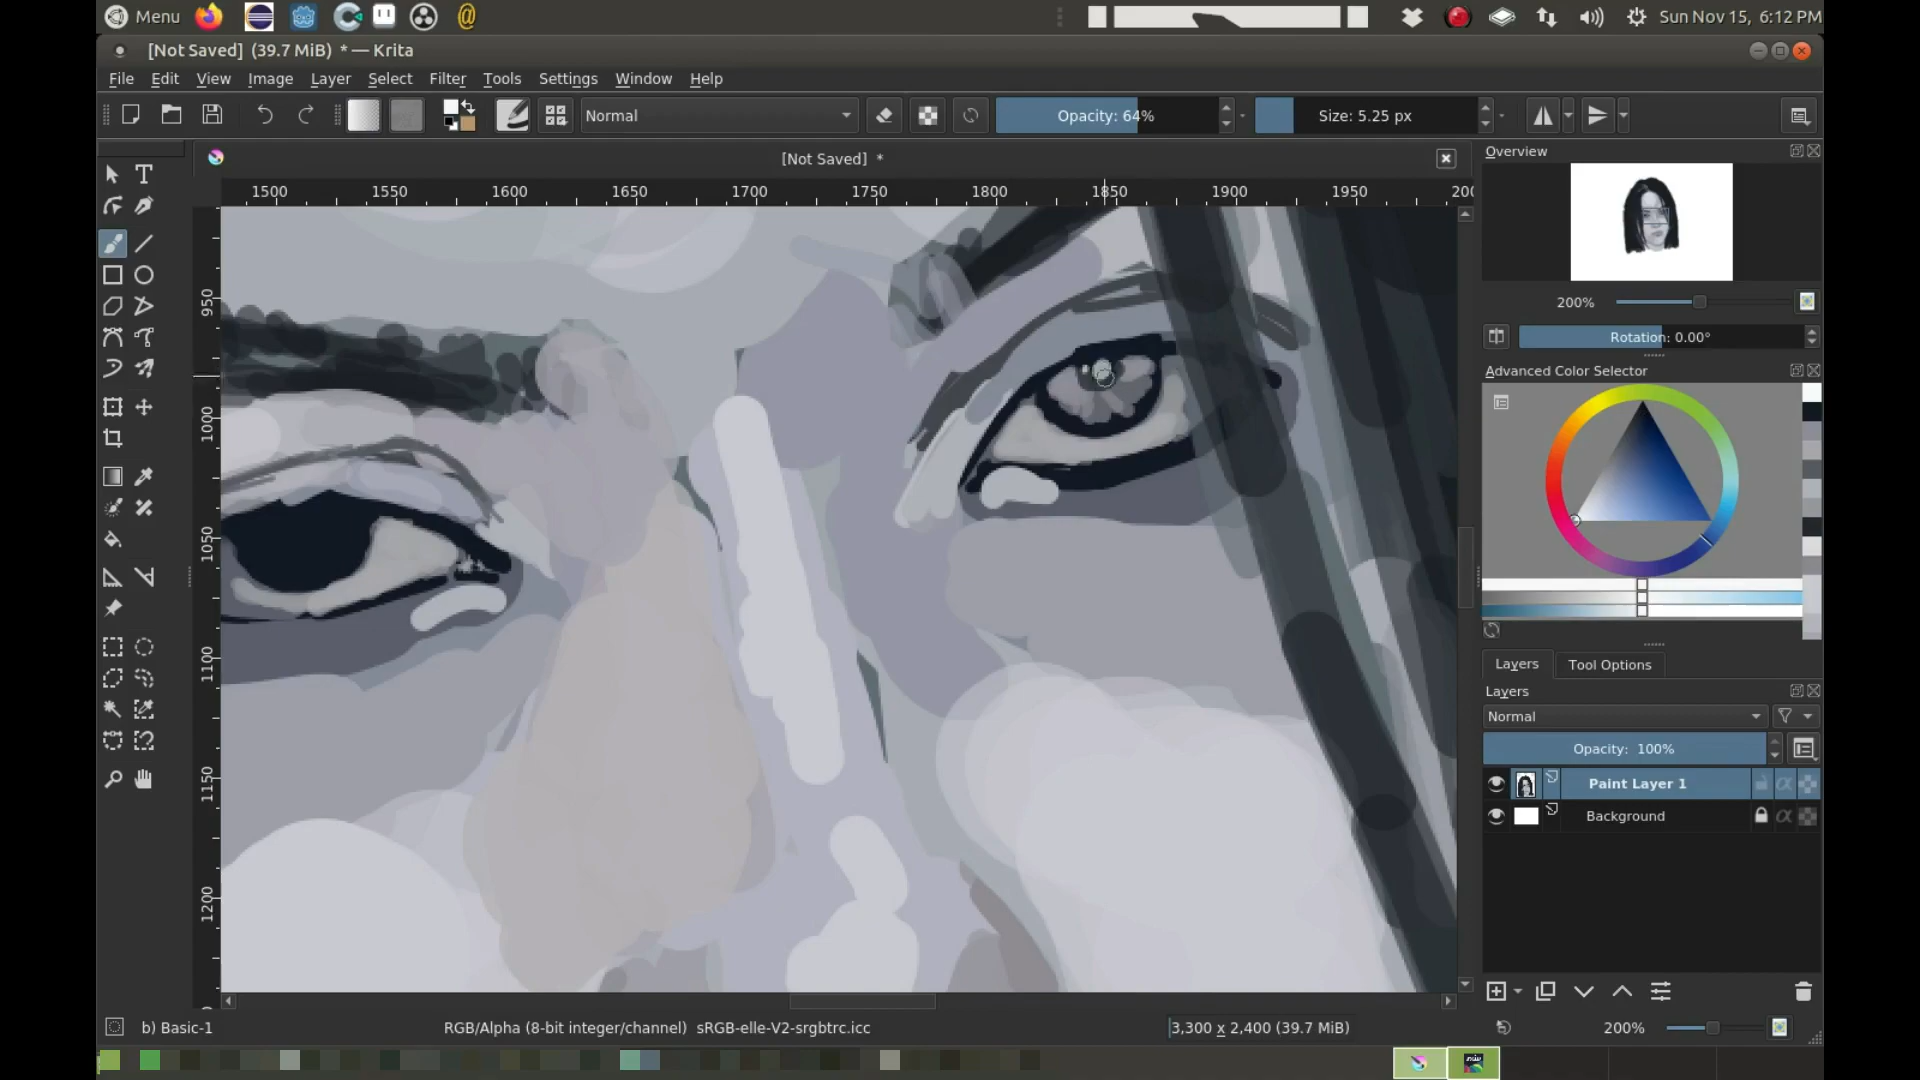 Menu
Sun Nov 15, 6:12 PM
[Not Saved]  (39.7 MiB)  * — Krita
File Edit View Image Layer Select Filter Tools Settings Window Help
Normal
Opacity: 64%
Size: 5.25 px
[Not Saved]  *
1500 1550 1600 1650 1700 1750 1800 1850 1900 1950 200
950
1000
1050
1100
1150
1200
Overview
200%
Rotation: 0.00°
Advanced Color Selector
Layers
Tool Options
Layers
Normal
Opacity:  100%
Paint Layer 1
Background
b) Basic-1
RGB/Alpha (8-bit integer/channel)  sRGB-elle-V2-srgbtrc.icc
3,300 x 2,400 (39.7 MiB)
200%